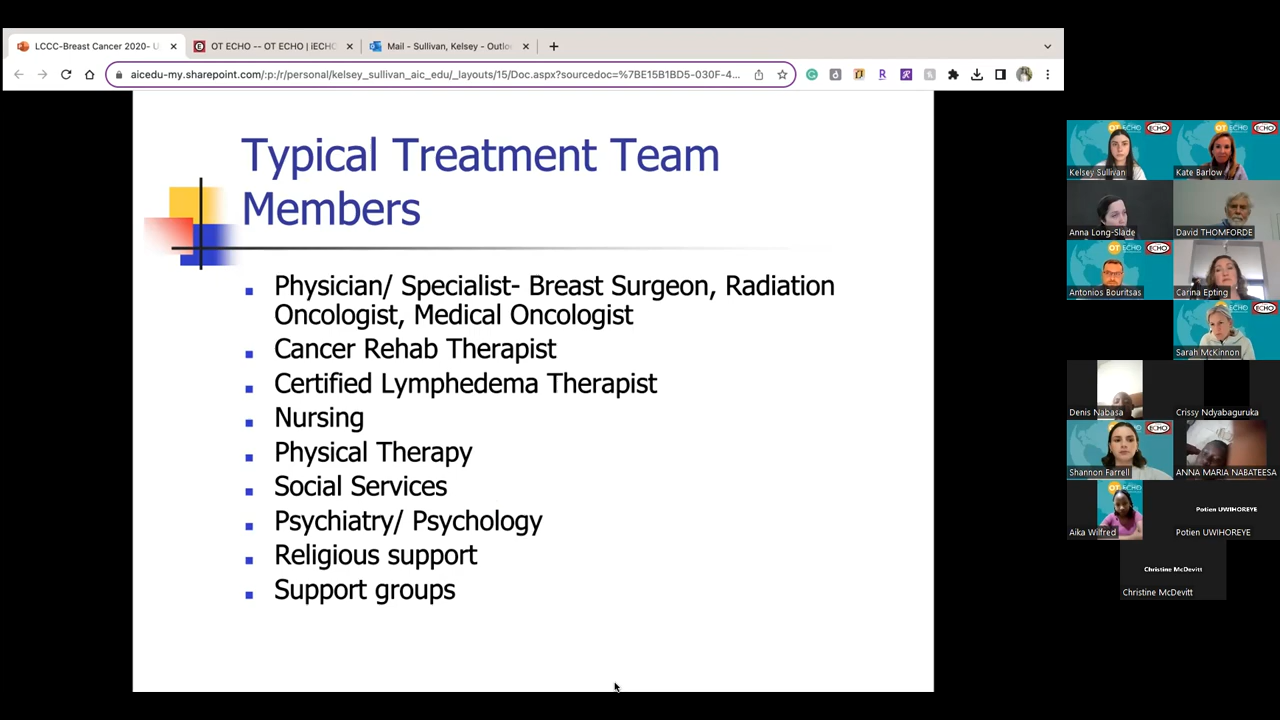 LCCC-Breast Cancer 2020- U
OT ECHO -- OT ECHO | iECHO
Mail - Sullivan, Kelsey - Outlo
aicedu-my.sharepoint.com/:p:/r/personal/kelsey_sullivan_aic_edu/_layouts/15/Doc.aspx?sourcedoc=%7BE15B1BD5-030F-4...
Typical Treatment Team
Members
Physician/ Specialist- Breast Surgeon, Radiation
Oncologist, Medical Oncologist
Cancer Rehab Therapist
Certified Lymphedema Therapist
Nursing
Physical Therapy
Social Services
Psychiatry/ Psychology
Religious support
Support groups
Kelsey Sullivan
Kate Barlow
Anna Long-Slade
David THOMFORDE
Antonios Bouritsas
Carina Epting
Sarah McKinnon
Denis Nabasa
Crissy Ndyabaguruka
Shannon Farrell
ANNA MARIA NABATEESA
Aika Wilfred
Potien UWIHOREYE
Potien UWIHOREYE
Christine McDevitt
Christine McDevitt